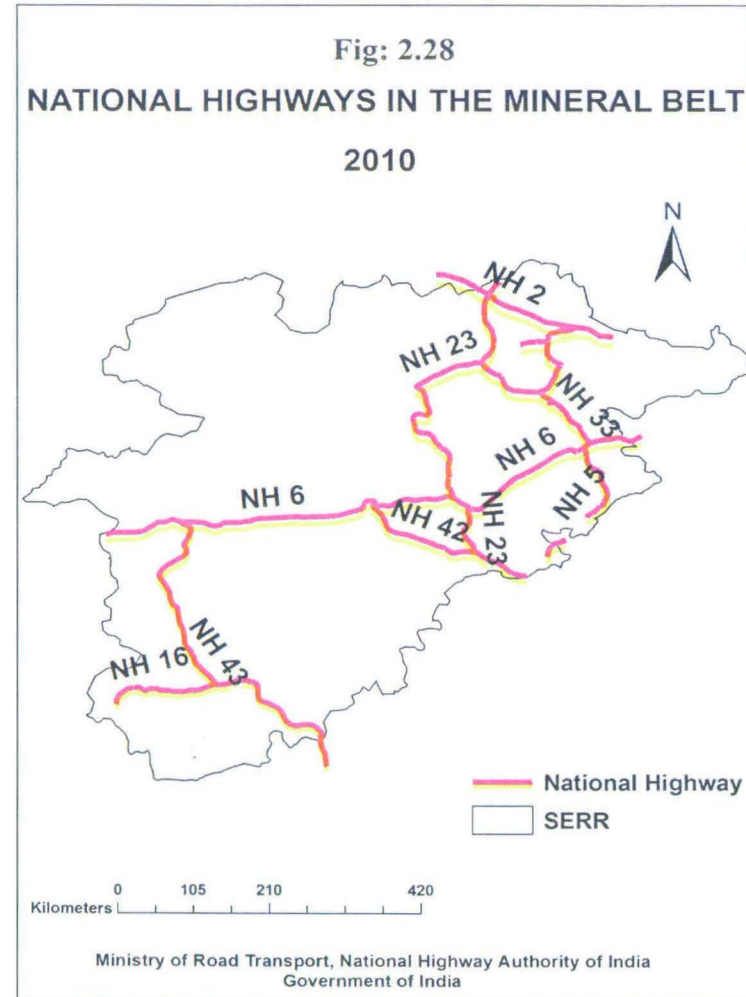 Fig: 2.28
NATIONAL HIGHWAYS IN THE MINERAL BELT
2010
N
NH 2
NH 23
NH 33
NH 6
NH 5
NH 6
NH 42
NH 23
NH 43
NH 16
National Highway
SERR
0 105 210 420
Kilometers
Ministry of Road Transport, National Highway Authority of India
Government of India